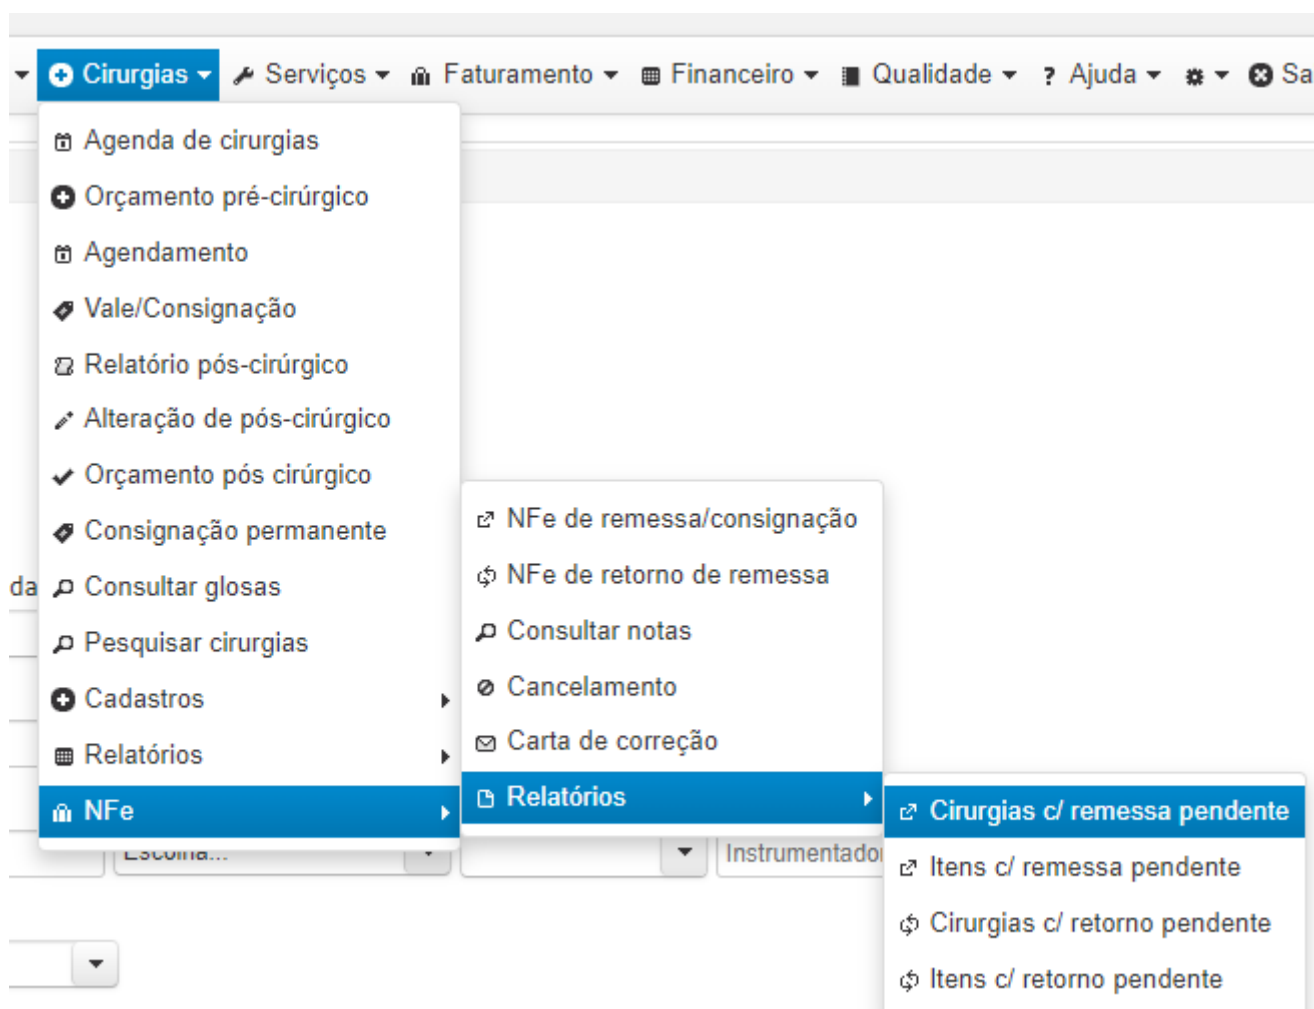 Cirurgias
Serviços
Faturamento
Financeiro
Qualidade
? Ajuda
Sa
Agenda de cirurgias
Orçamento pré-cirúrgico
Agendamento
Vale/Consignação
Relatório pós-cirúrgico
Alteração de pós-cirúrgico
Orçamento pós cirúrgico
Consignação permanente
da
Consultar glosas
Pesquisar cirurgias
Cadastros
Relatórios
NFe
NFe de remessa/consignação
NFe de retorno de remessa
Consultar notas
Cancelamento
Carta de correção
Relatórios
Cirurgias c/ remessa pendente
Itens c/ remessa pendente
Cirurgias c/ retorno pendente
Itens c/ retorno pendente
Escolha...
Instrumentador